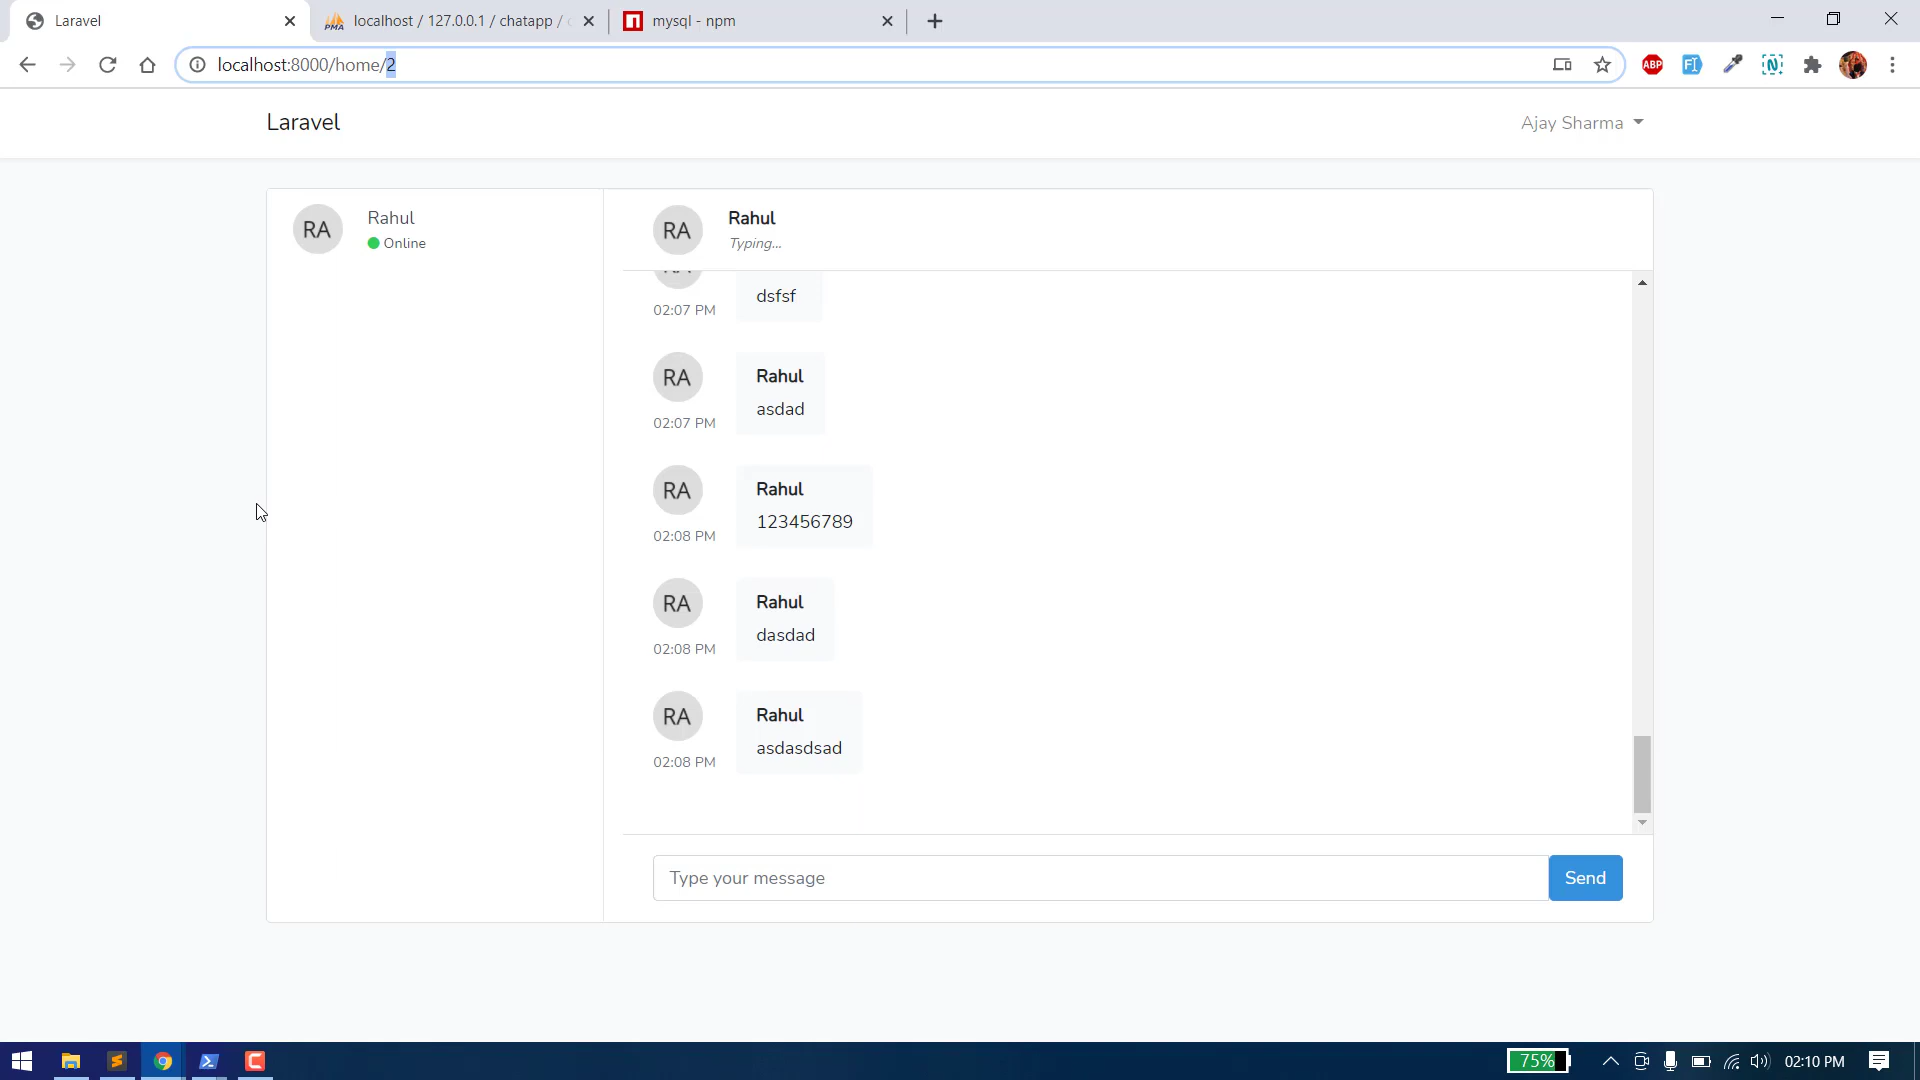 Laravel
localhost / 127.0.0.1 / chatapp /
mysql - npm
localhost:8000/home/2
ABP
Laravel
Ajay Sharma
RA
Rahul
Online
RA
Rahul
Typing...
dsfsf
02:07 PM
RA
Rahul
asdad
02:07 PM
RA
Rahul
123456789
02:08 PM
RA
Rahul
dasdad
02:08 PM
RA
Rahul
asdasdsad
02:08 PM
Type your message
Send
75%
02:10 PM